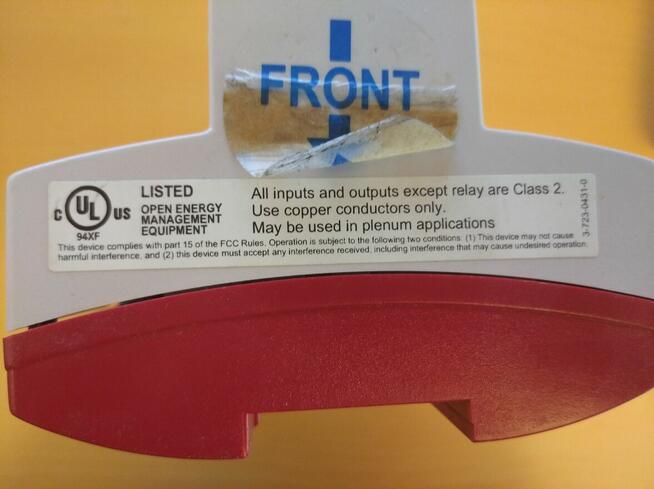 FRONT
C UL US
LISTED
94XF
OPEN ENERGY
MANAGEMENT
EQUIPMENT
All inputs and outputs except relay are Class 2.
Use copper conductors only.
May be used in plenum applications
This device complies with part 15 of the FCC Rules. Operation is subject to the following two conditions: (1) This device may not cause
harmful interference, and (2) this device must accept any interference received, including interference that may cause undesired operation.
3-723-0431-0